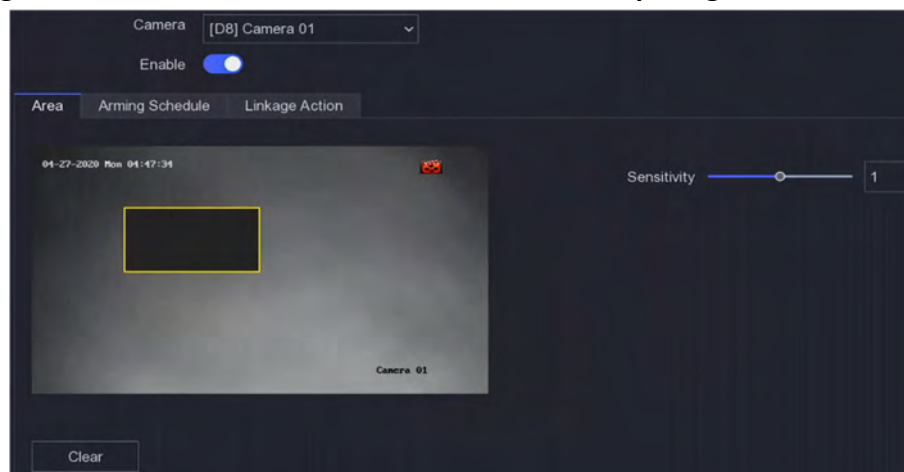 Camera [D8] Camera 01
Enable
Area Arming Schedule Linkage Action
04-27-2020 Mon 04:47:34
Sensitivity 1
Camera 01
Clear